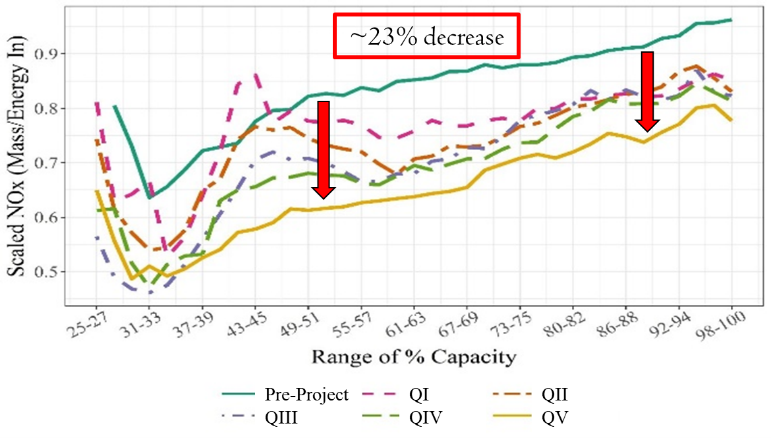 ~23% decrease
Scaled NOx (Mass/Energy In)
0.9
0.8
0.7
0.6
0.5
25-27 31-33 37-39 43-45 49-51 55-57 61-63 67-69 73-75 80-82 86-88 92-94 98-100
Range of % Capacity
Pre-Project QI QII
QIII QIV QV